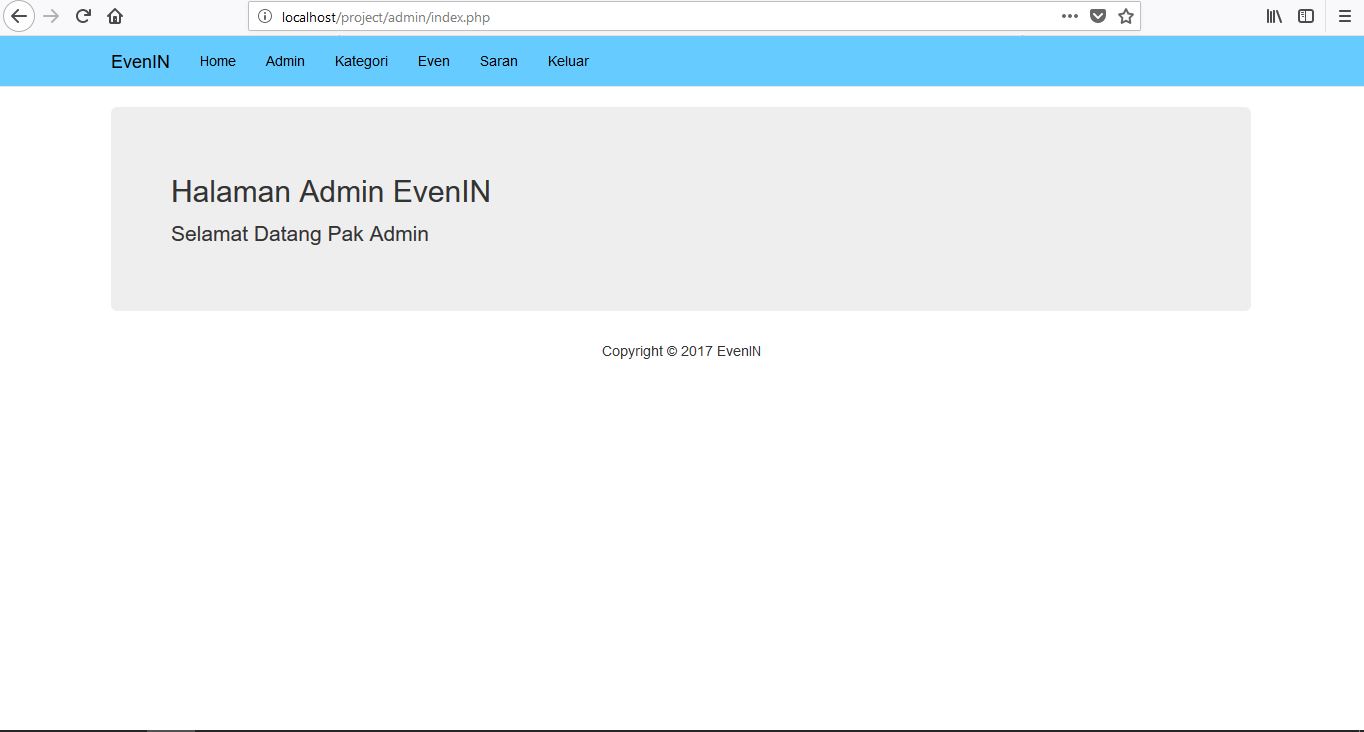 localhost/project/admin/index.php
EvenIN Home Admin Kategori Even Saran Keluar
Halaman Admin EvenIN
Selamat Datang Pak Admin
Copyright © 2017 EvenIN